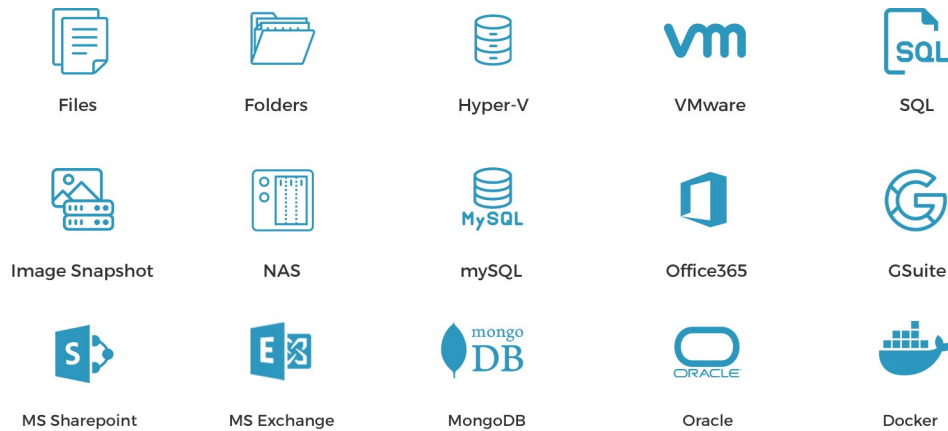 SQL
Files
Folders
Hyper-V
VMware
SQL
MySQL
Image Snapshot
NAS
mySQL
Office365
GSuite
mongo
DB
ORACLE
MS Sharepoint
MS Exchange
MongoDB
Oracle
Docker